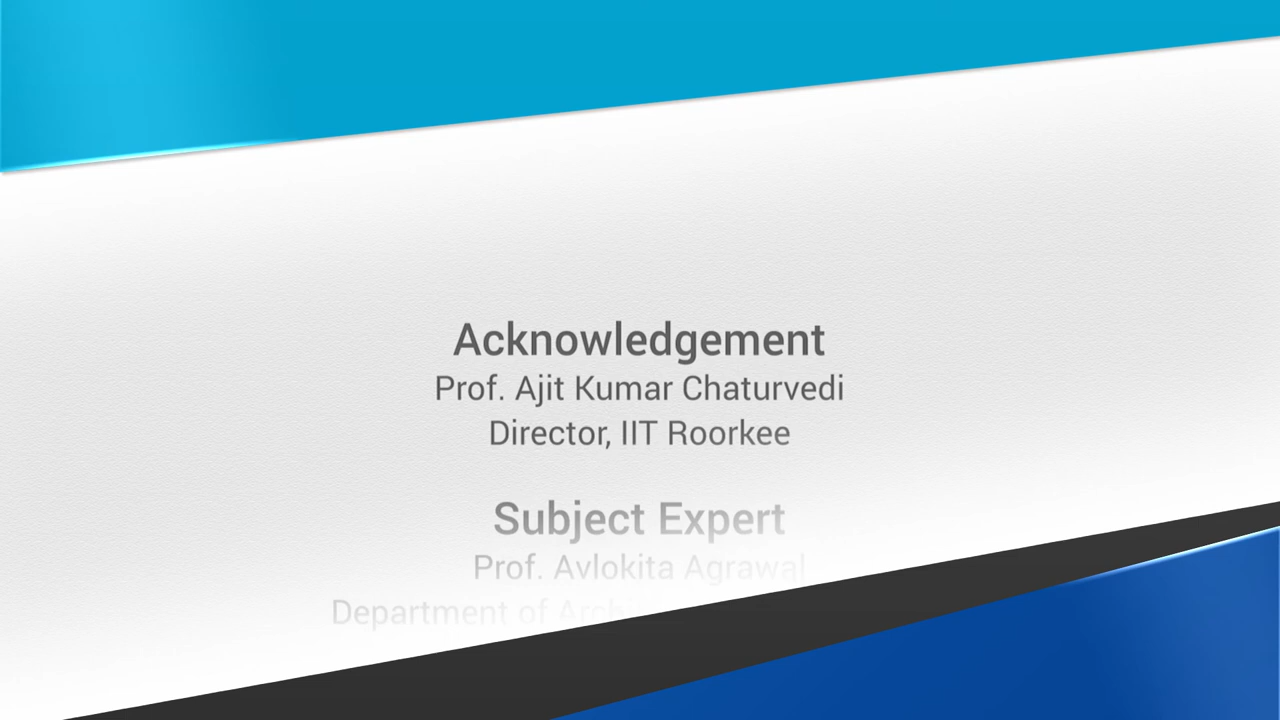 Acknowledgement
Prof. Ajit Kumar Chaturvedi
Director, IIT Roorkee
Subject Expert
Prof. Avlokita Agrawal
Department of